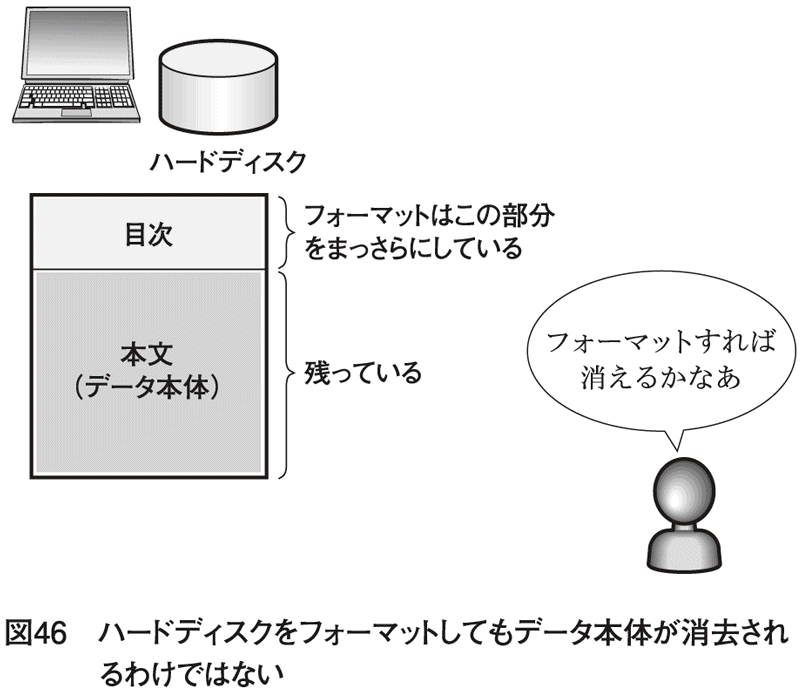 ハードディスク
目次
フォーマットはこの部分
をまっさらにしている
本文
（データ本体）
残っている
フォーマットすれば
消えるかなあ
図46　ハードディスクをフォーマットしてもデータ本体が消去され
るわけではない